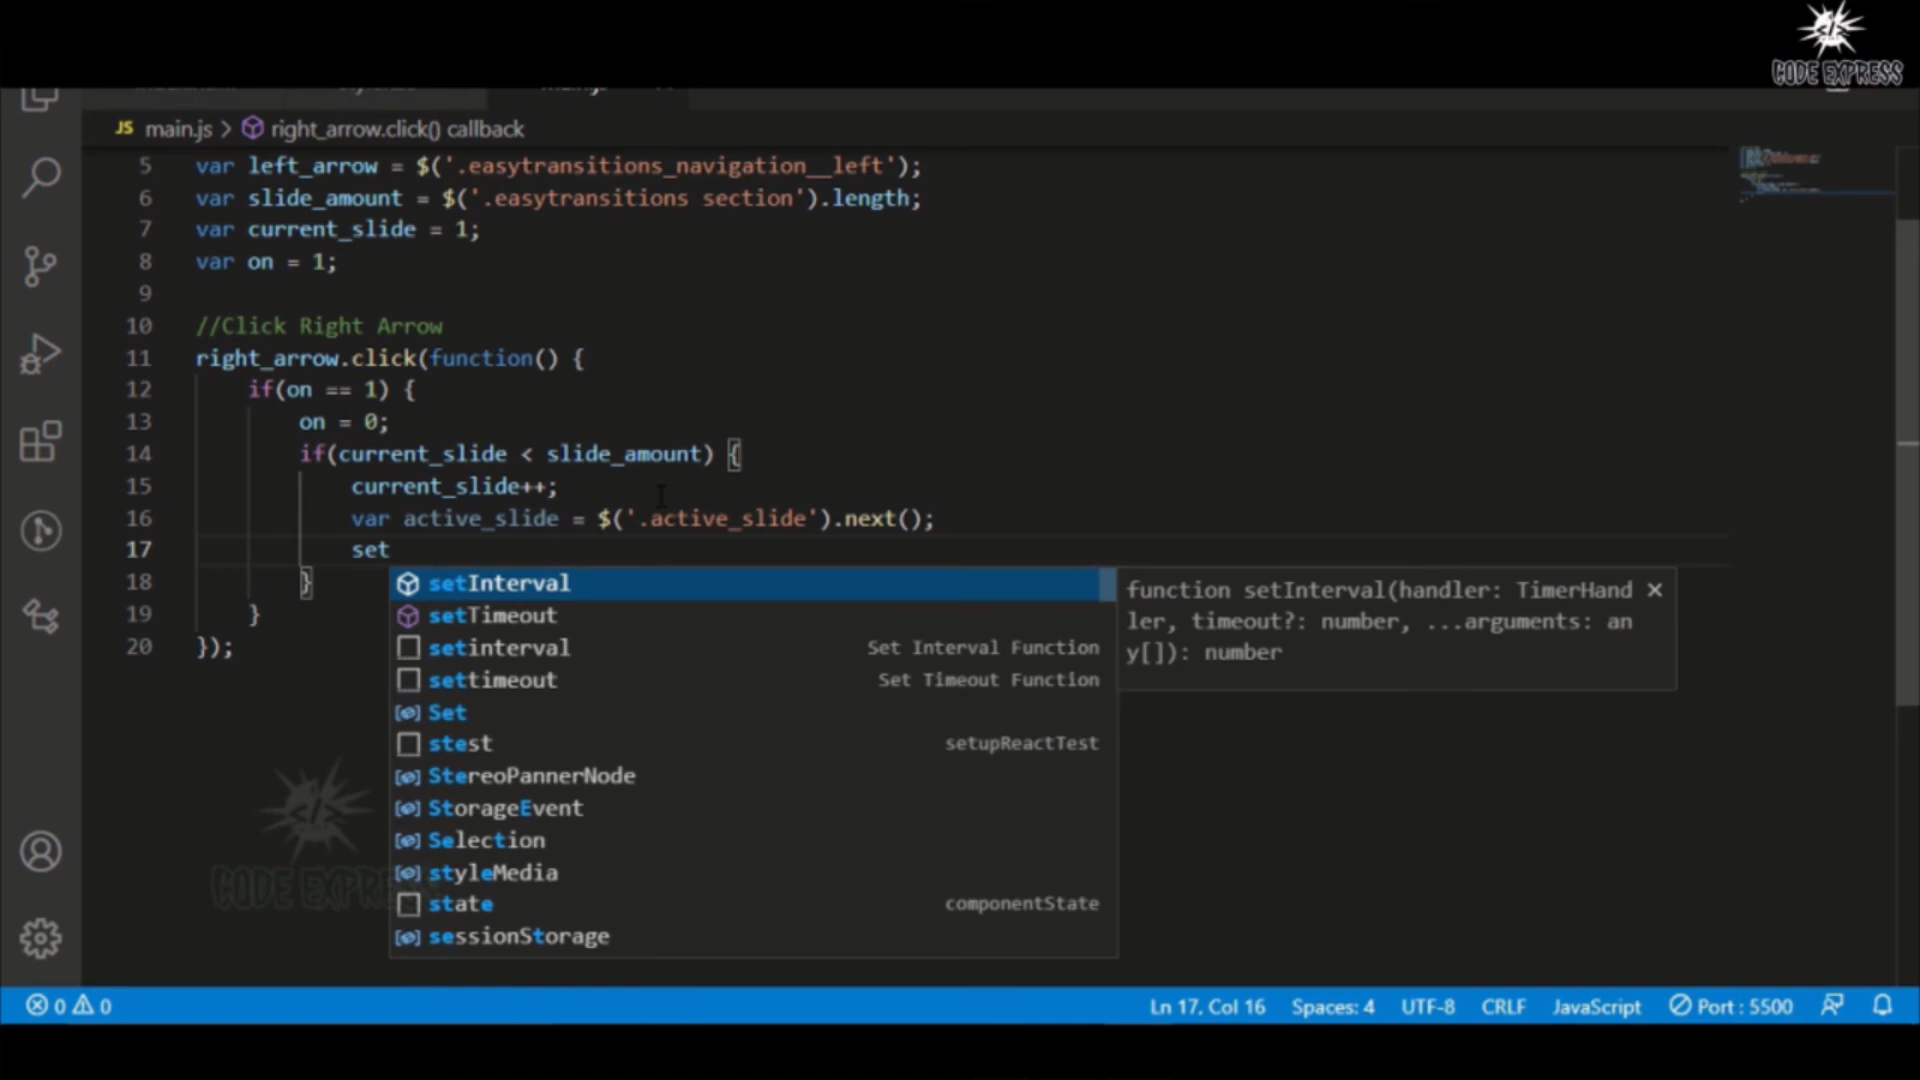 CODE EXPRESS
JS main.js > right_arrow.click() callback
5 var left_arrow = $('.easytransitions_navigation__left');
6 var slide_amount = $('.easytransitions section').length;
7 var current_slide = 1;
8 var on = 1;
9
10 //Click Right Arrow
11 right_arrow.click(function() {
12 if(on == 1) {
13 on = 0;
14 if(current_slide < slide_amount) {
15 current_slide++;
16 var active_slide = $('.active_slide').next();
17 set
18 }
19 }
20 });
setInterval
setTimeout
setinterval Set Interval Function
settimeout Set Timeout Function
Set
stest setupReactTest
StereoPannerNode
StorageEvent
Selection
styleMedia
state componentState
sessionStorage
function setInterval(handler: TimerHand
ler, timeout?: number, ...arguments: an
y[]): number
CODE EXPRE
0 0 Ln 17, Col 16 Spaces: 4 UTF-8 CRLF JavaScript Port : 5500